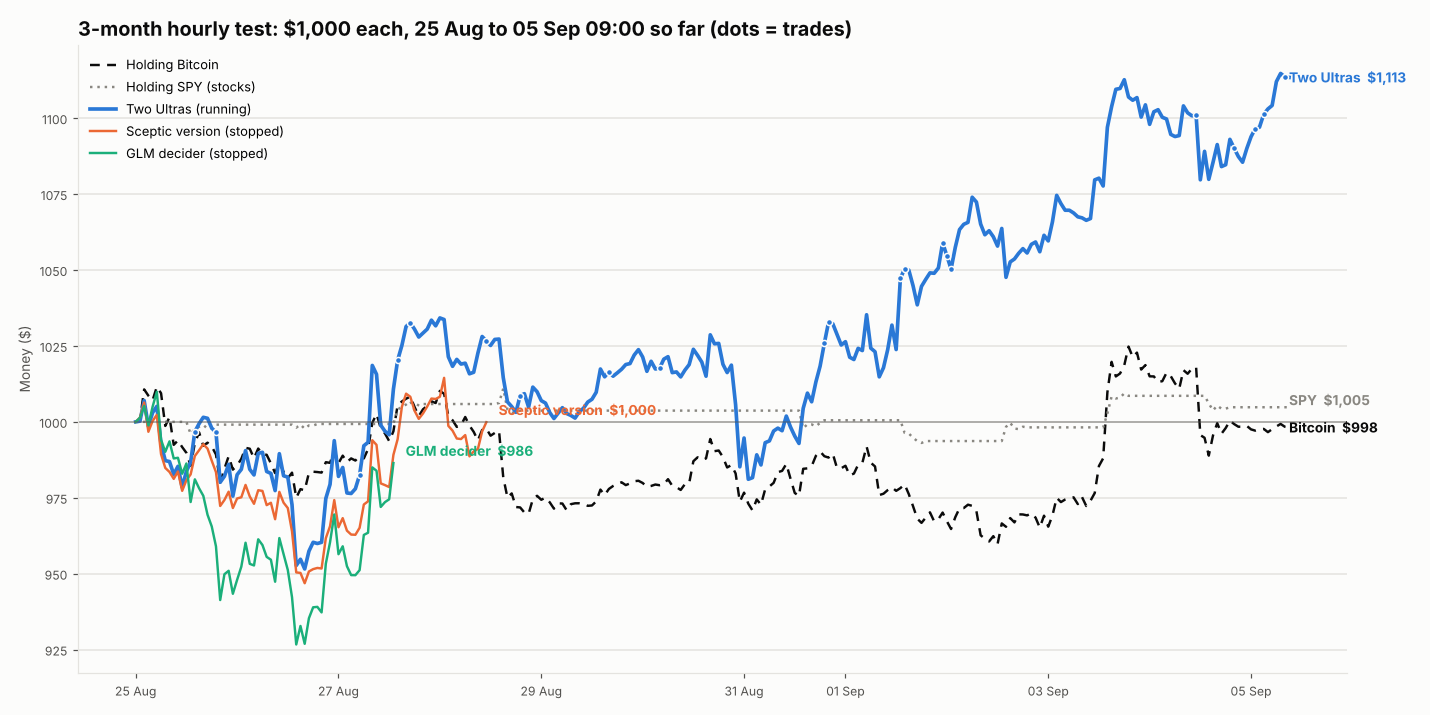 3-month hourly test: $1,000 each, 25 Aug to 05 Sep 09:00 so far (dots = trades)
Holding Bitcoin
Holding SPY (stocks)
Two Ultras (running)
Sceptic version (stopped)
GLM decider (stopped)
Two Ultras $1,113
1100
1075
1050
1025
1000
975
950
925
Money ($)
SPY $1,005
Sceptic version $1,000
Bitcoin $998
GLM decider $986
25 Aug
27 Aug
29 Aug
31 Aug
01 Sep
03 Sep
05 Sep